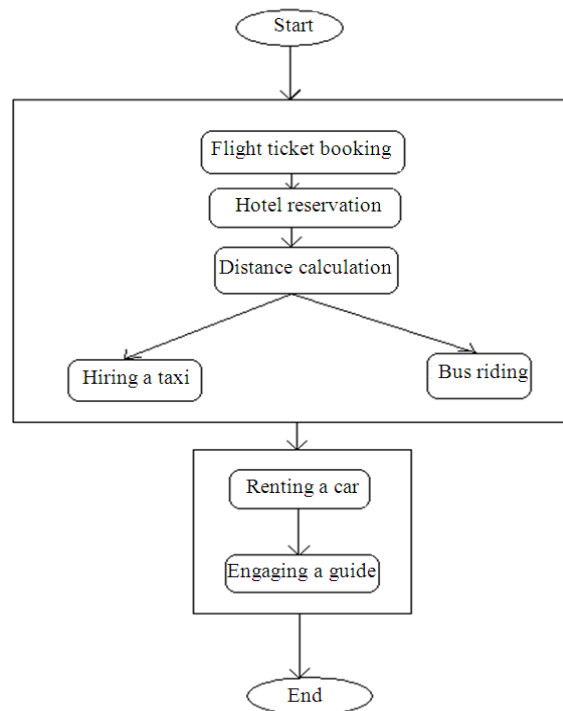 Start
Flight ticket booking
Hotel reservation
Distance calculation
Hiring a taxi
Bus riding
Renting a car
Engaging a guide
End